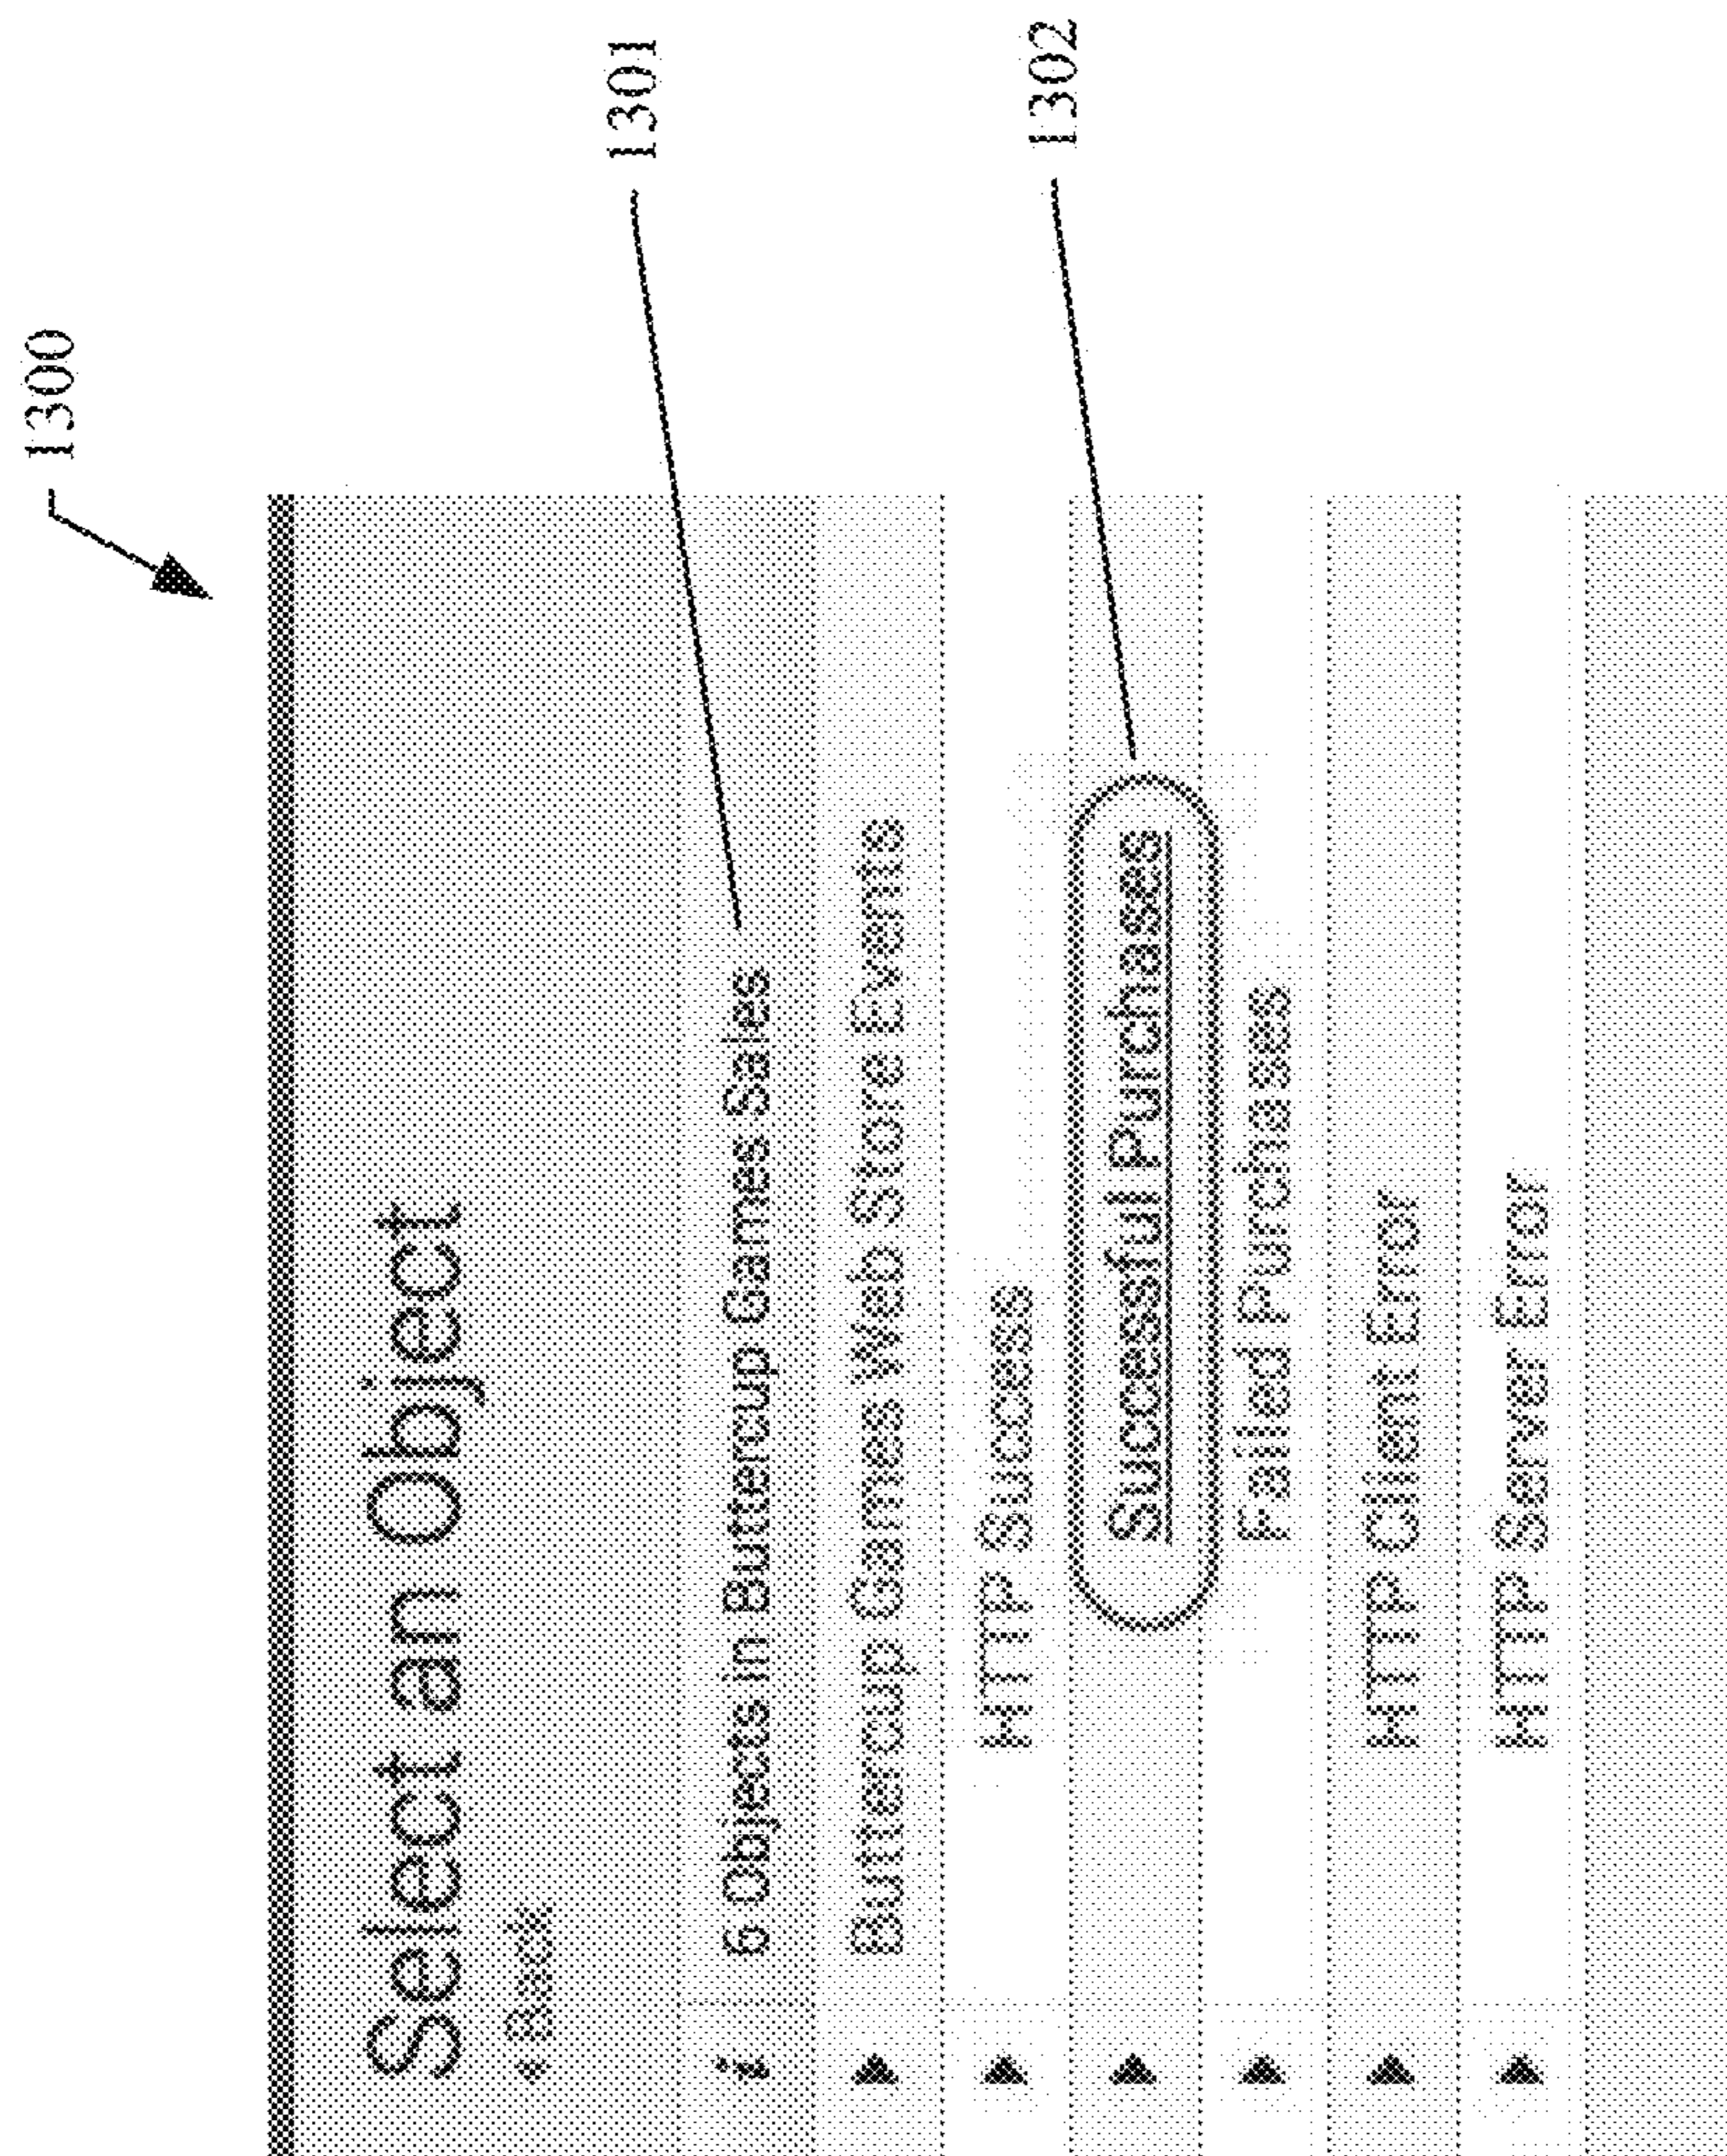 1300
Select an Object
Back
i 6 Objects in Buttercup Games Sales
1301
Buttercup Games Web Store Events
HTTP Success
Successful Purchases
1302
Failed Purchases
HTTP Client Error
HTTP Server Error